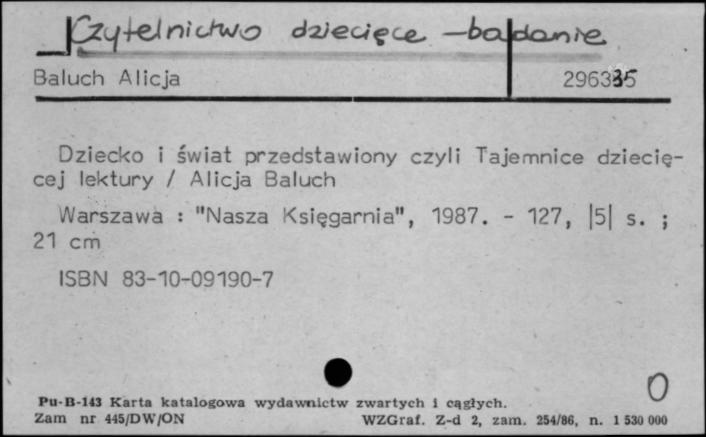 Czytelnictwo dziecięce - badanie
Baluch Alicja 296335
Dziecko i świat przedstawiony czyli Tajemnice dziecię-
cej lektury / Alicja Baluch
Warszawa : "Nasza Księgarnia", 1987. - 127, |5| s. ;
21 cm
ISBN 83-10-09190-7
O
Pu-B-143 Karta katalogowa wydawnictw zwartych i cągłych.
Zam nr 445/DW/ON WZGraf. Z-d 2, zam. 254/86, n. 1 530 000